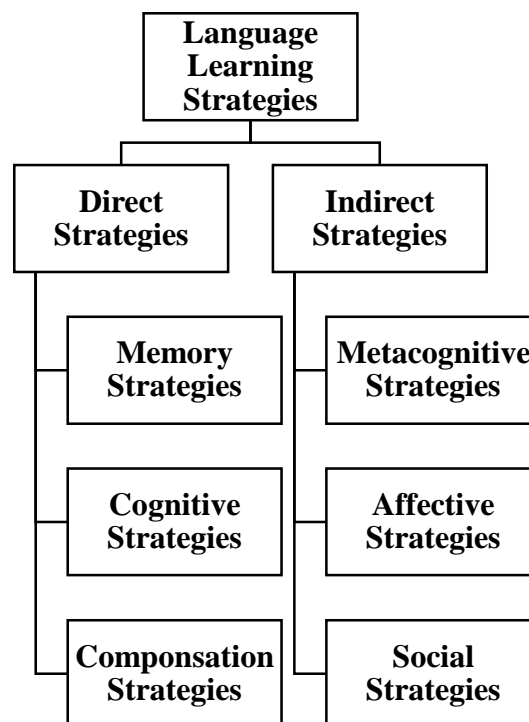 Language
Learning
Strategies
Direct
Strategies
Indirect
Strategies
Memory
Strategies
Metacognitive
Strategies
Cognitive
Strategies
Affective
Strategies
Componsation
Strategies
Social
Strategies